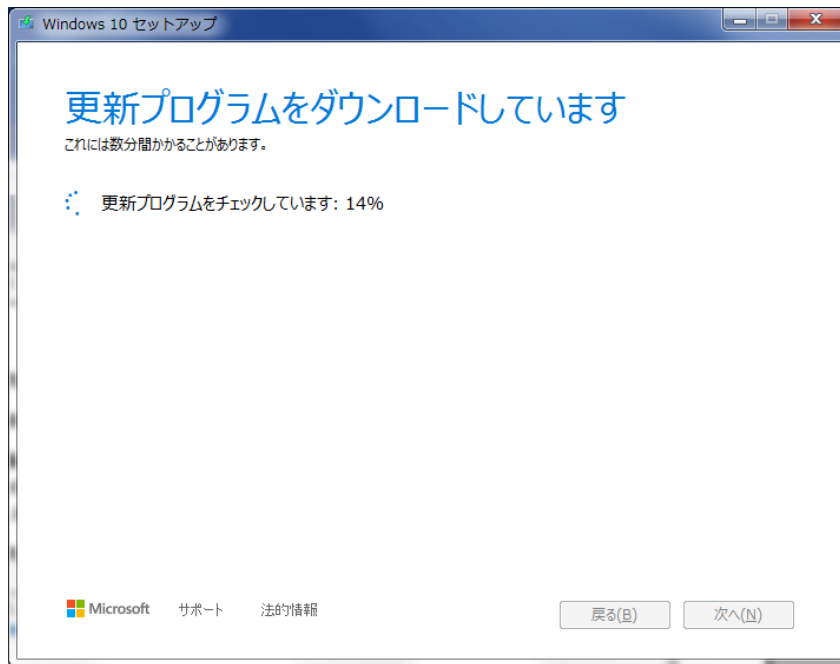 Windows 10 セットアップ
更新プログラムをダウンロードしています
これには数分間かかることがあります。
更新プログラムをチェックしています: 14%
Microsoft サポート 法的情報 戻る(B) 次へ(N)